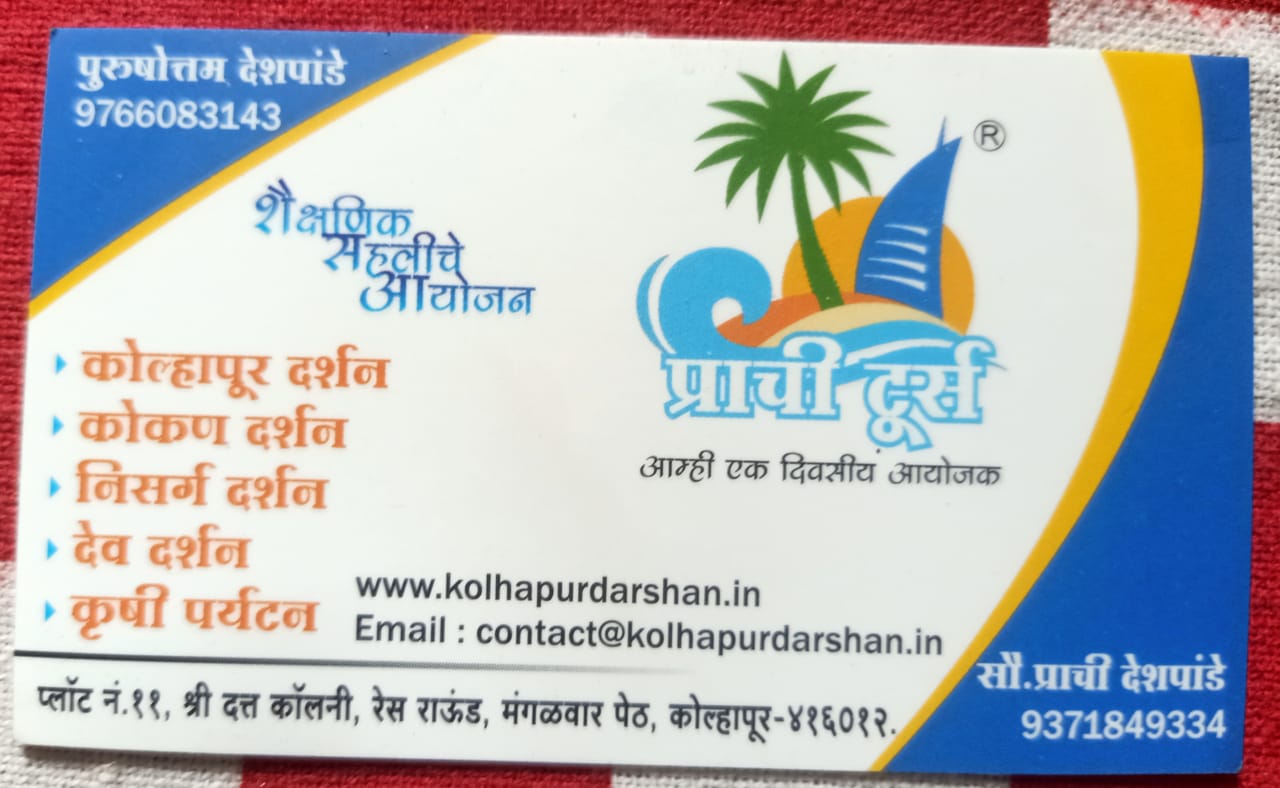 पुरुषोत्तम देशपांडे
9766083143
®
शैक्षणिक
सहलीचे
आयोजन
प्राची टूर्स
आम्ही एक दिवसीय आयोजक
कोल्हापूर दर्शन
कोकण दर्शन
निसर्ग दर्शन
देव दर्शन
कृषी पर्यटन
www.kolhapurdarshan.in
Email : contact@kolhapurdarshan.in
सौ.प्राची देशपांडे
9371849334
प्लॉट नं.११, श्री दत्त कॉलनी, रेस राऊंड, मंगळवार पेठ, कोल्हापूर-४१६०१२.